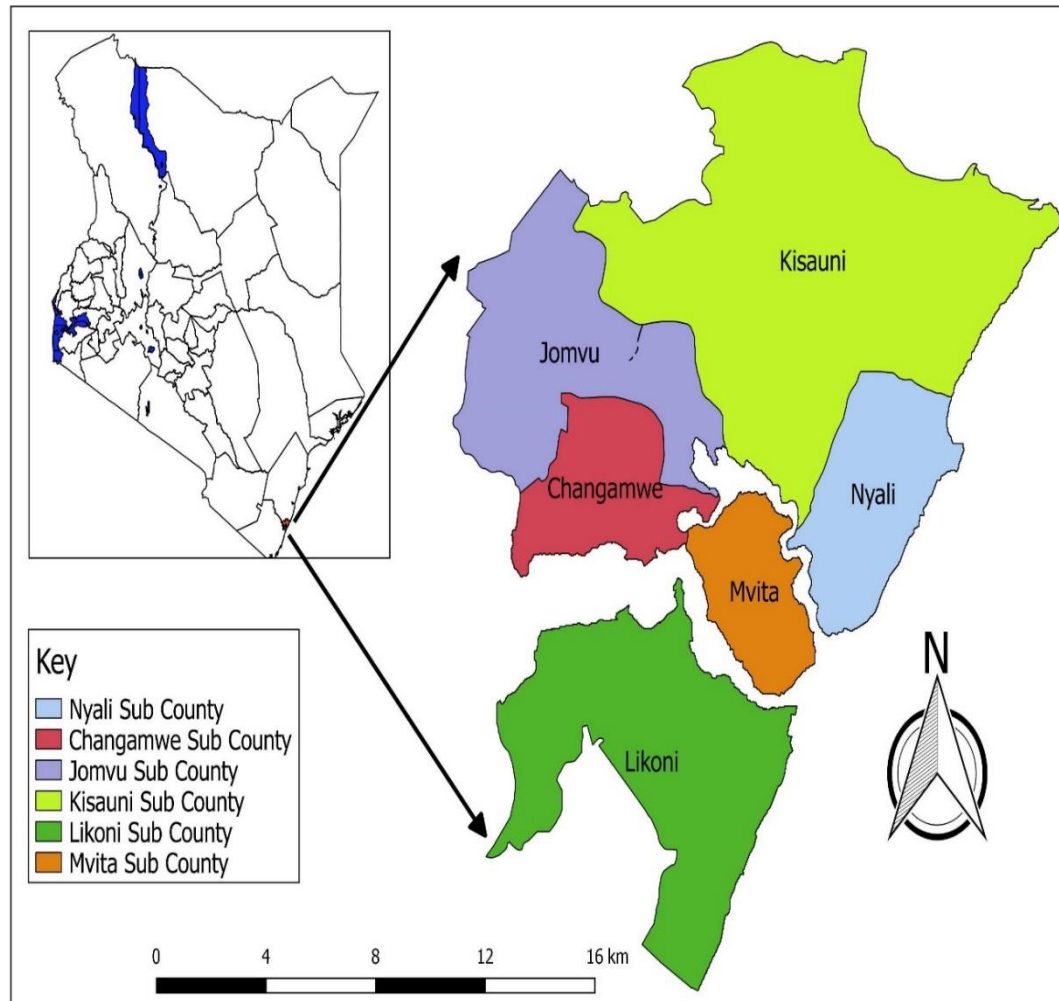 Kisauni
Jomvu
Changamwe
Nyali
Mvita
Likoni
N
Key
Nyali Sub County
Changamwe Sub County
Jomvu Sub County
Kisauni Sub County
Likoni Sub County
Mvita Sub County
0 4 8 12 16 km